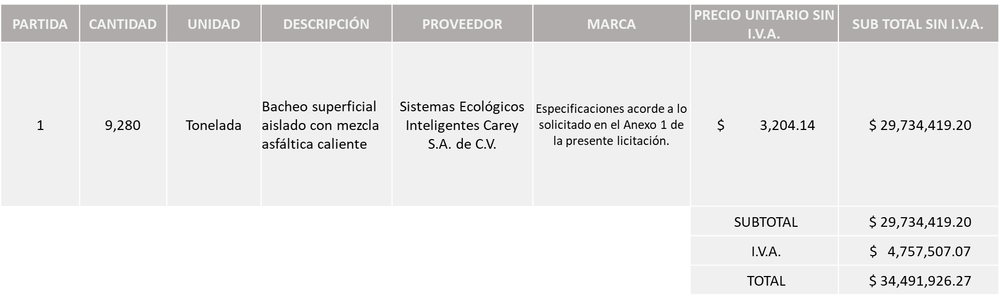 PARTIDA
CANTIDAD
UNIDAD
DESCRIPCIÓN
PROVEEDOR
MARCA
PRECIO UNITARIO SIN
I.V.A.
SUB TOTAL SIN I.V.A.
1
9,280
Tonelada
Bacheo superficial
aislado con mezcla
asfáltica caliente
Sistemas Ecológicos
Inteligentes Carey
S.A. de C.V.
Especificaciones acorde a lo
solicitado en el Anexo 1 de
la presente licitación.
$ 3,204.14
$ 29,734,419.20
SUBTOTAL
$ 29,734,419.20
I.V.A.
$ 4,757,507.07
TOTAL
$ 34,491,926.27